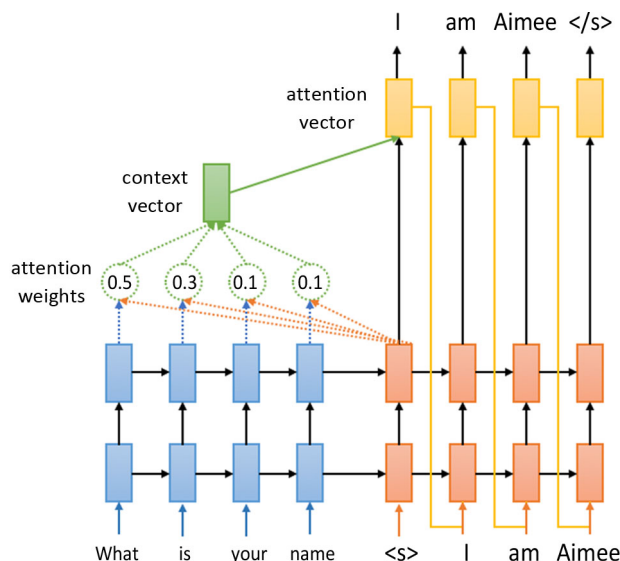 I am Aimee </s>
attention
vector
context
vector
attention
weights
0.5 0.3 0.1 0.1
What is your name <s> I am Aimee